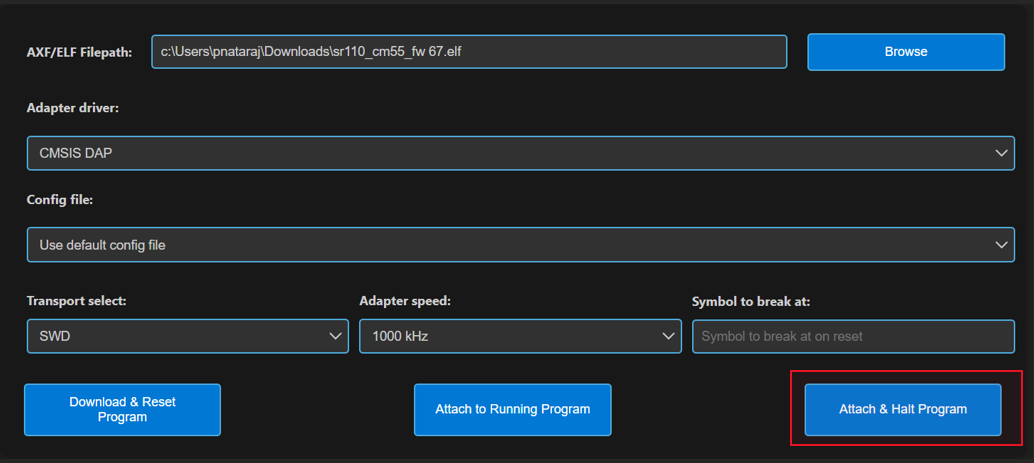 AXF/ELF Filepath: c:\Users\pnataraj\Downloads\sr110_cm55_fw 67.elf Browse
Adapter driver:
CMSIS DAP
Config file:
Use default config file
Transport select: Adapter speed: Symbol to break at:
SWD 1000 kHz Symbol to break at on reset
Download & Reset
Program
Attach to Running Program
Attach & Halt Program